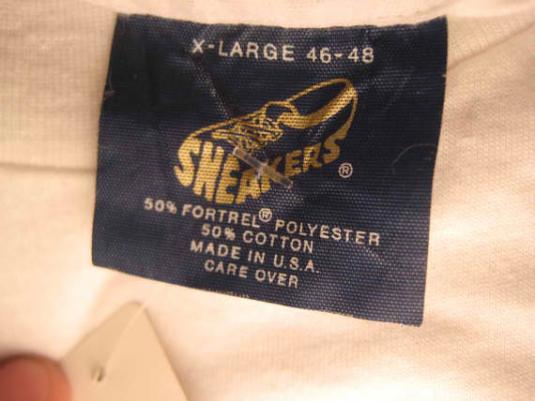 X-LARGE 46-48
SNEAKERS®
50% FORTREL® POLYESTER
50% COTTON
MADE IN U.S.A.
CARE OVER